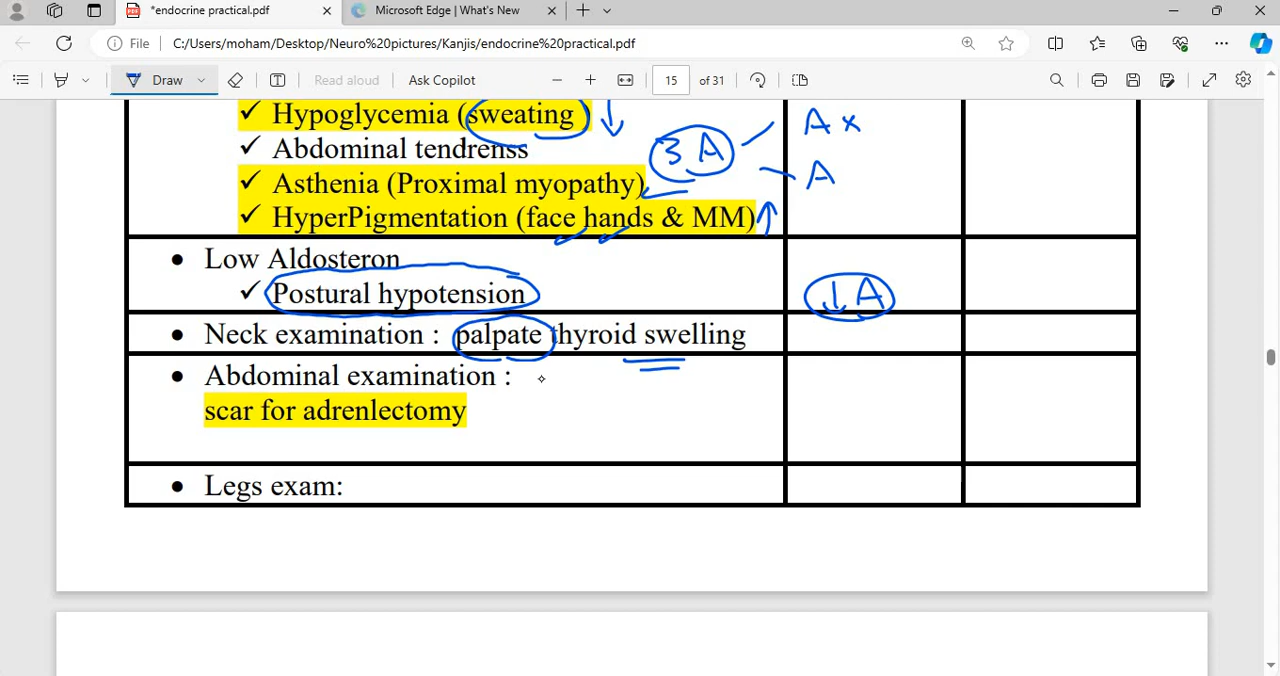 *endocrine practical.pdf
Microsoft Edge | What's New
File
C:/Users/moham/Desktop/Neuro%20pictures/Kanjis/endocrine%20practical.pdf
Draw
Read aloud
Ask Copilot
15
of 31
✓ Hypoglycemia (sweating) ↓
A x
✓ Abdominal tendrenss
3 A
✓ Asthenia (Proximal myopathy)
A
✓ HyperPigmentation (face hands & MM) ↑
• Low Aldosteron
✓ Postural hypotension
↓ A
• Neck examination : palpate thyroid swelling
• Abdominal examination :
scar for adrenlectomy
• Legs exam: